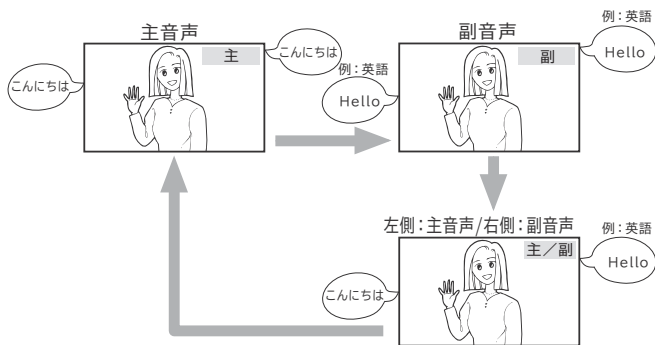 主音声
主
こんにちは
こんにちは
副音声
副
例：英語
Hello
例：英語
Hello
左側：主音声/右側：副音声
主／副
こんにちは
例：英語
Hello